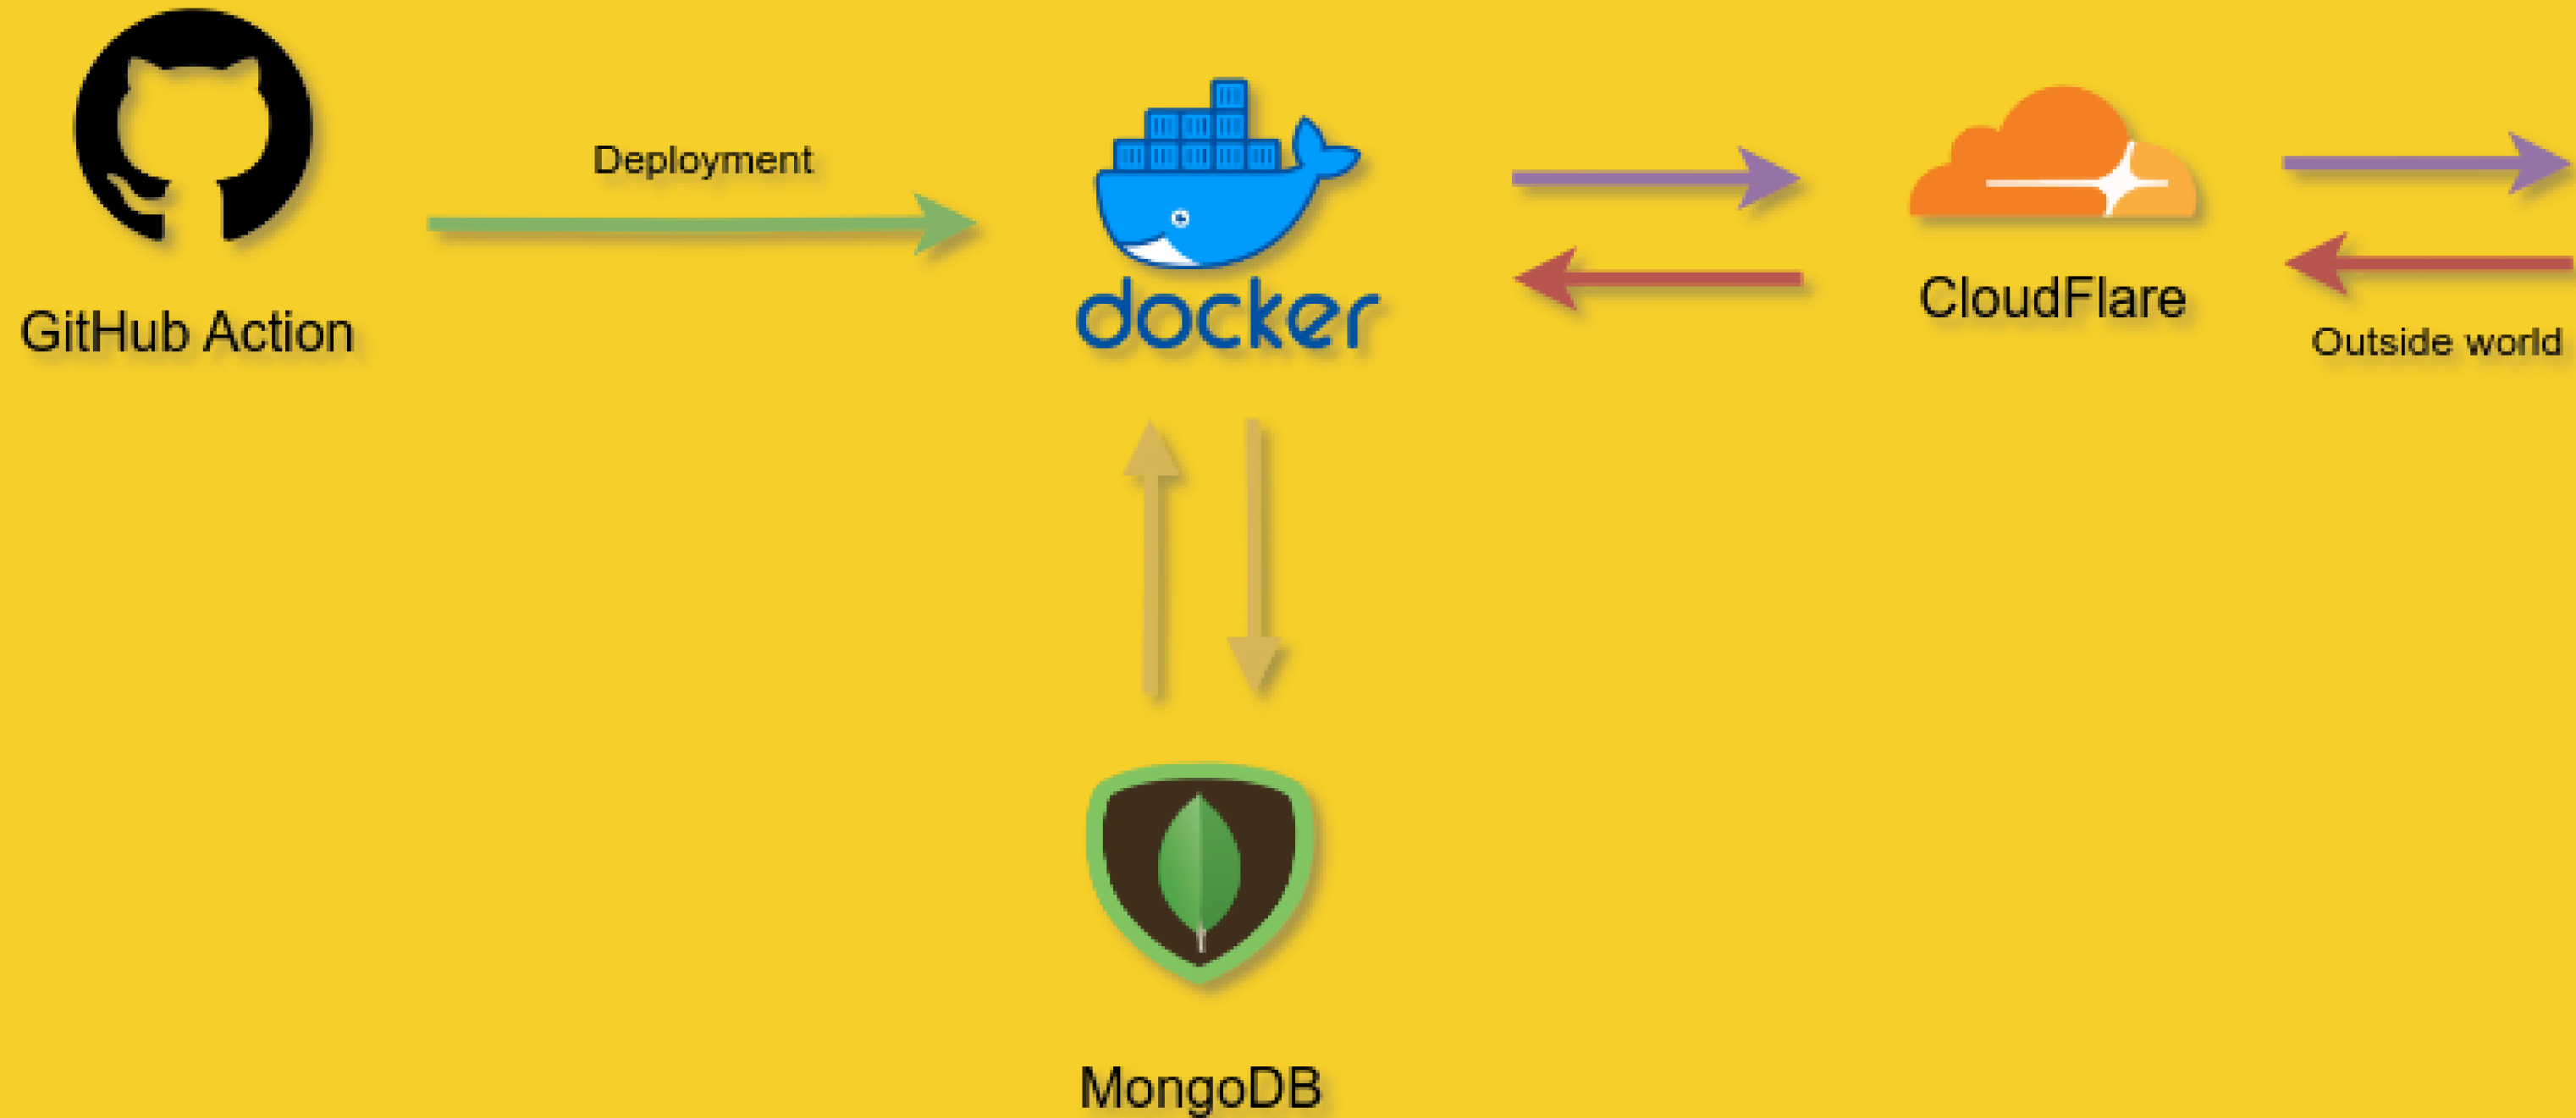 Deployment
GitHub Action
docker
CloudFlare
Outside world
MongoDB